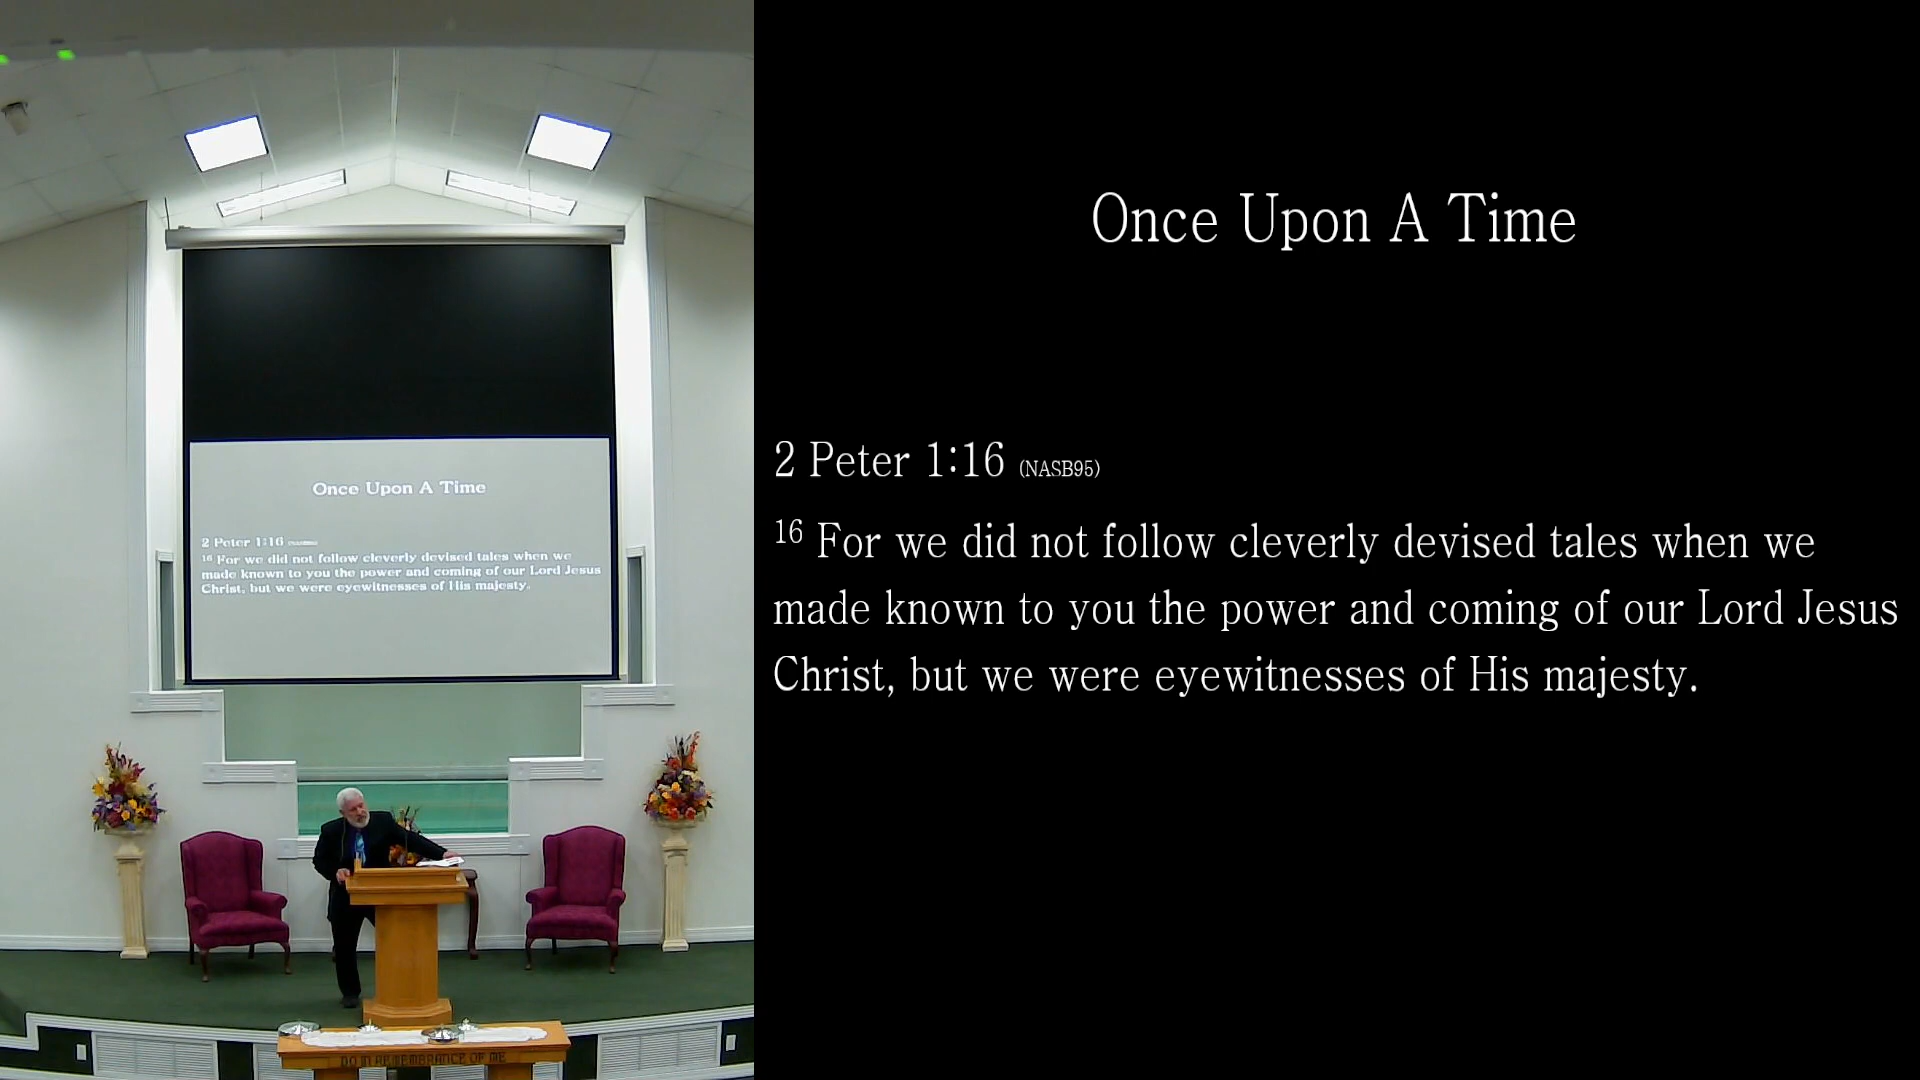 Once Upon A Time
2 Peter 1:16
16 For we did not follow cleverly devised tales when we
made known to you the power and coming of our Lord Jesus
Christ, but we were eyewitnesses of His majesty.
DO IN REMEMBRANCE OF ME
Once Upon A Time
2 Peter 1:16 (NASB95)
16 For we did not follow cleverly devised tales when we
made known to you the power and coming of our Lord Jesus
Christ, but we were eyewitnesses of His majesty.